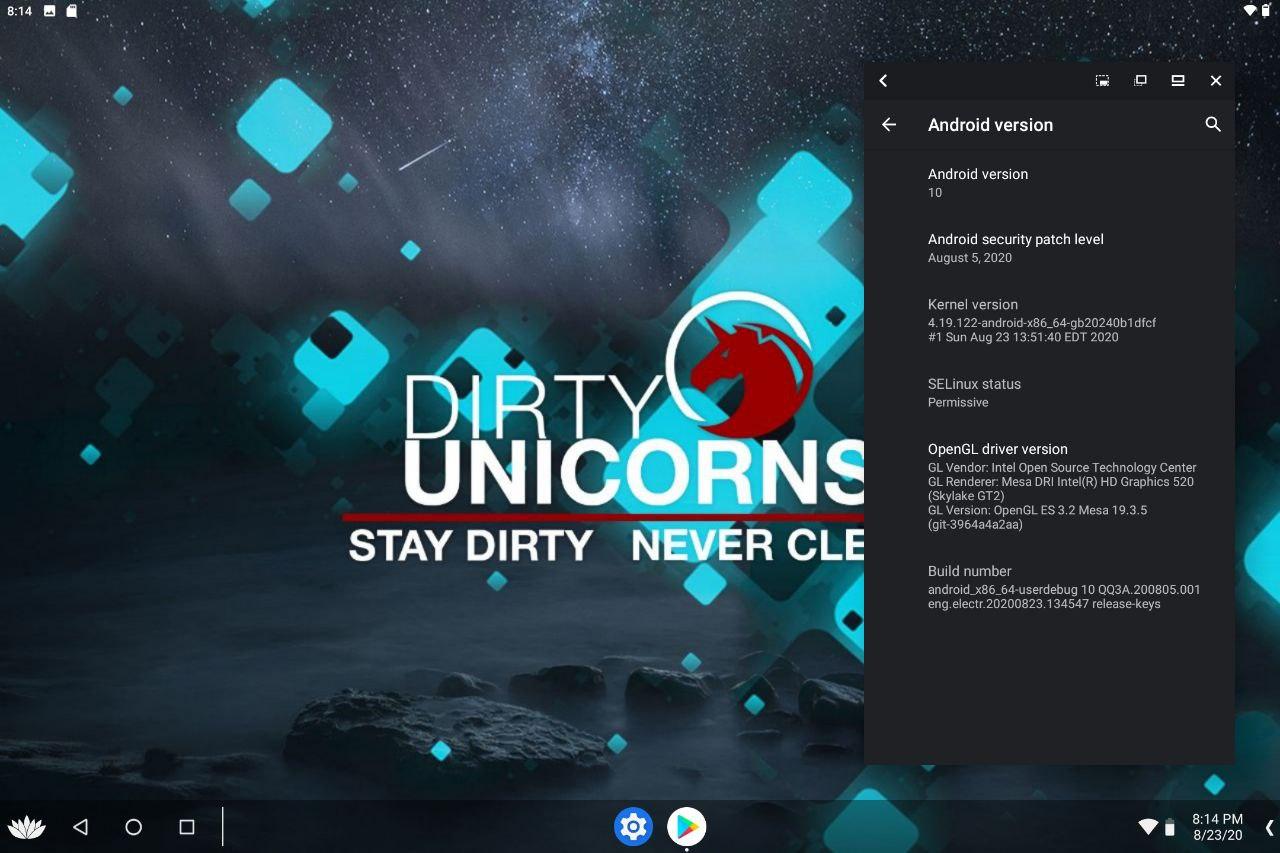 8:14
DIRTY
UNICORNS
STAY DIRTY NEVER CLE
Android version
Android version
10
Android security patch level
August 5, 2020
Kernel version
4.19.122-android-x86_64-gb20240b1dfcf
#1 Sun Aug 23 13:51:40 EDT 2020
SELinux status
Permissive
OpenGL driver version
GL Vendor: Intel Open Source Technology Center
GL Renderer: Mesa DRI Intel(R) HD Graphics 520
(Skylake GT2)
GL Version: OpenGL ES 3.2 Mesa 19.3.5
(git-3964a4a2aa)
Build number
android_x86_64-userdebug 10 QQ3A.200805.001
eng.electr.20200823.134547 release-keys
8:14 PM
8/23/20